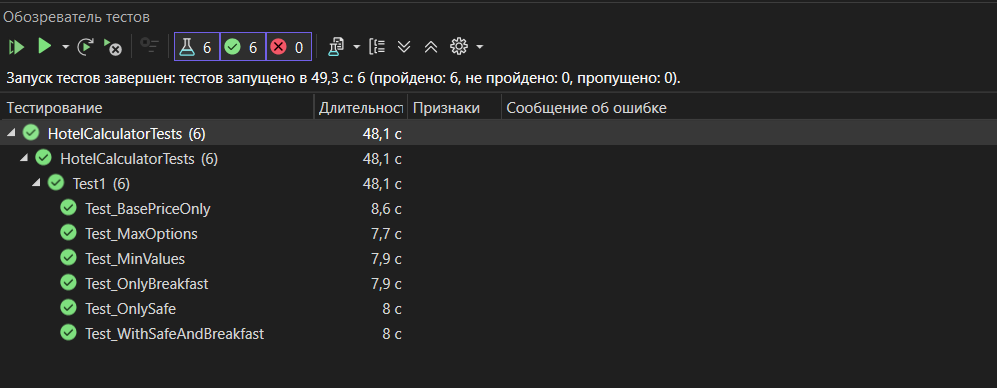 Обозреватель тестов
6 6 0
Запуск тестов завершен: тестов запущено в 49,3 с: 6 (пройдено: 6, не пройдено: 0, пропущено: 0).
Тестирование Длительност Признаки Сообщение об ошибке
HotelCalculatorTests (6) 48,1 с
HotelCalculatorTests (6) 48,1 с
Test1 (6) 48,1 с
Test_BasePriceOnly 8,6 с
Test_MaxOptions 7,7 с
Test_MinValues 7,9 с
Test_OnlyBreakfast 7,9 с
Test_OnlySafe 8 с
Test_WithSafeAndBreakfast 8 с